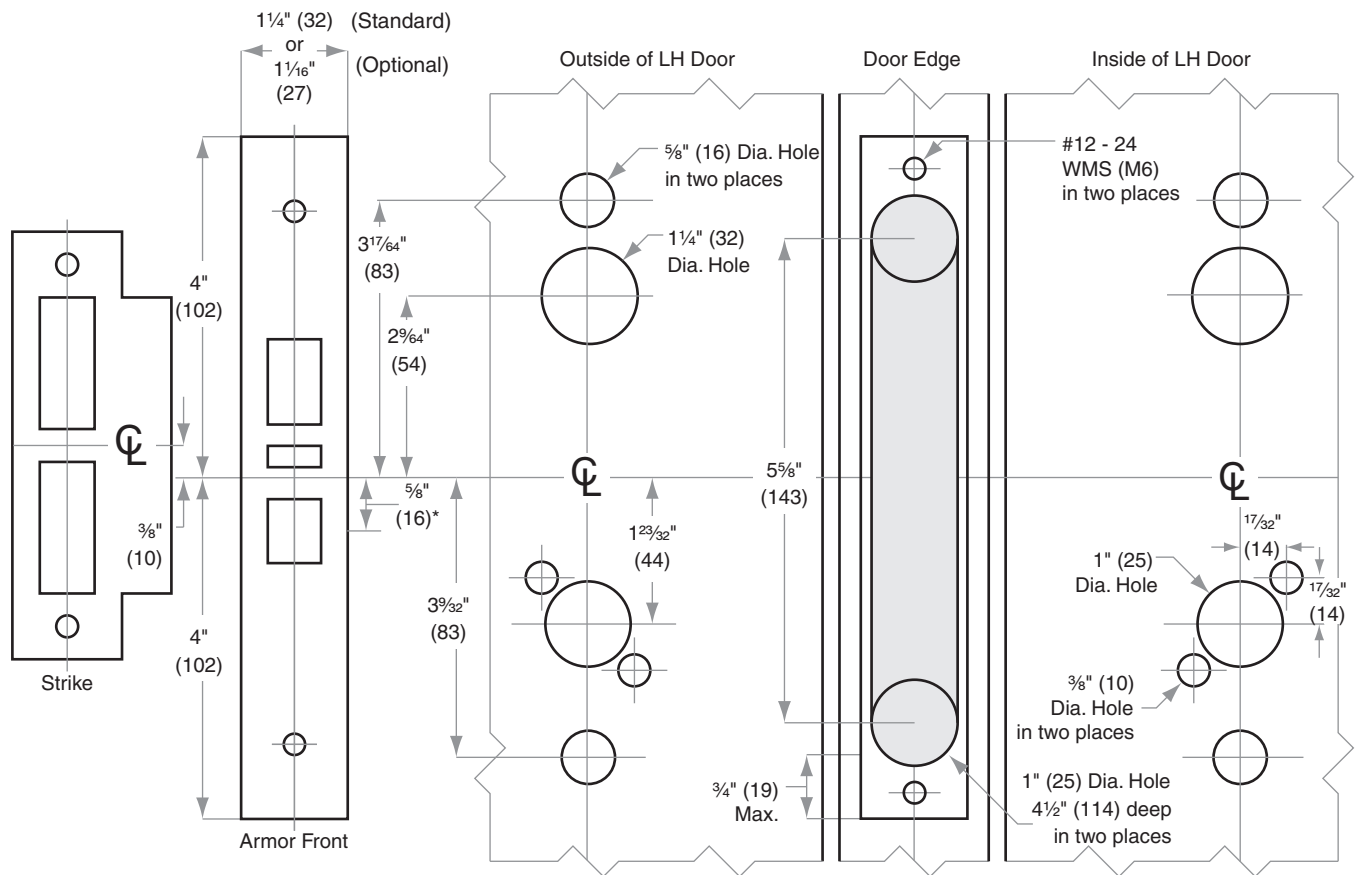 1¼" (32) (Standard)
or
1¹⁄₁₆" (Optional)
(27)
Outside of LH Door
Door Edge
Inside of LH Door
⅝" (16) Dia. Hole
in two places
1¼" (32)
Dia. Hole
#12 - 24
WMS (M6)
in two places
4"
(102)
3¹⁷⁄₆₄"
(83)
2⁹⁄₆₄"
(54)
℄
℄
℄
⅜"
(10)
⅝"
(16)*
1²³⁄₃₂"
(44)
3⁹⁄₃₂"
(83)
5⅝"
(143)
¹⁷⁄₃₂"
(14)
1" (25)
Dia. Hole
¹⁷⁄₃₂"
(14)
4"
(102)
Strike
⅜" (10)
Dia. Hole
in two places
¾" (19)
Max.
1" (25) Dia. Hole
4½" (114) deep
in two places
Armor Front